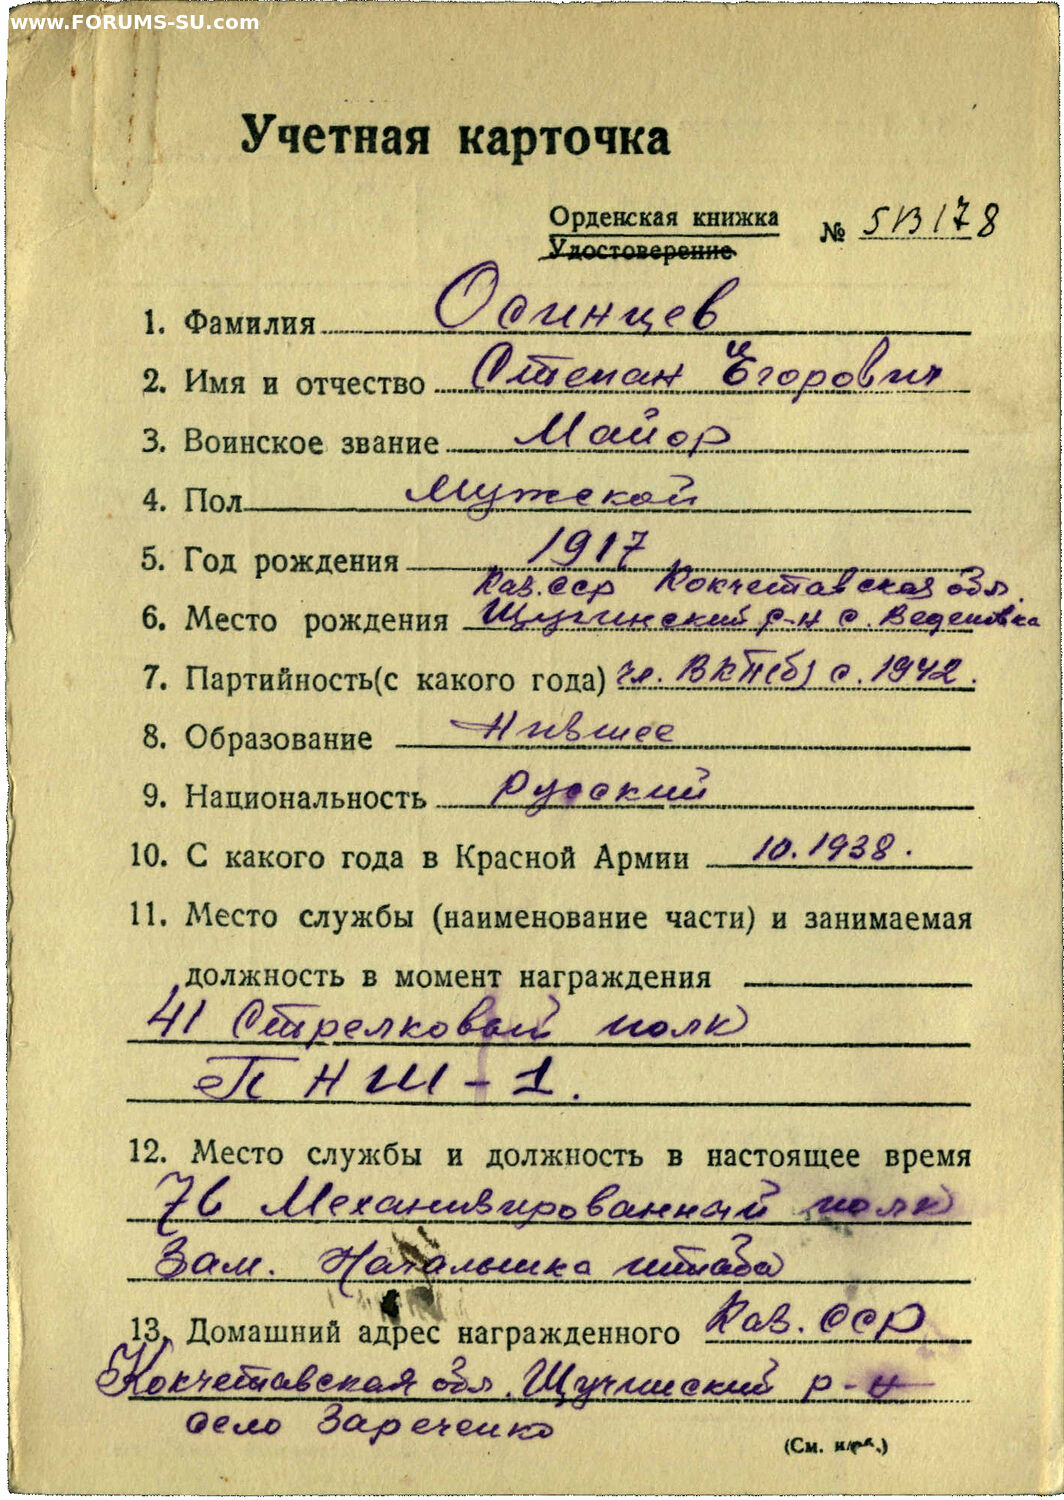 www.FORUMS-SU.com
Учетная карточка
Орденская книжка
Удостоверение
№ 513178
1. Фамилия Осинцев
2. Имя и отчество Степан Егорович
3. Воинское звание Майор
4. Пол Мужской
5. Год рождения 1917
Каз. ССР Кокчетавская обл.
6. Место рождения Щучинский р-н с. Веденовка
7. Партийность(с какого года) чл. ВКП(б) с. 1942.
8. Образование Нившее
9. Национальность Русский
10. С какого года в Красной Армии 10.1938.
11. Место службы (наименование части) и занимаемая
должность в момент награждения
41 Стрелковый полк
ПНШ-1.
12. Место службы и должность в настоящее время
76 Механизированный полк
Зам. Начальника штаба
13. Домашний адрес награжденного Каз. ССР
Кокчетавская обл. Щучинский р-н
село Зареченко
(См. н/об.)